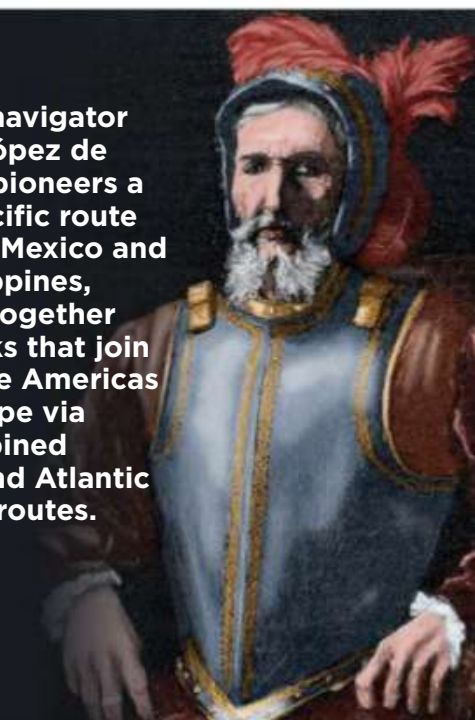 navigator
ópez de
pioneers a
cific route
Mexico and
ppines,
ogether
ks that join
e Americas
pe via
bined
nd Atlantic
routes.